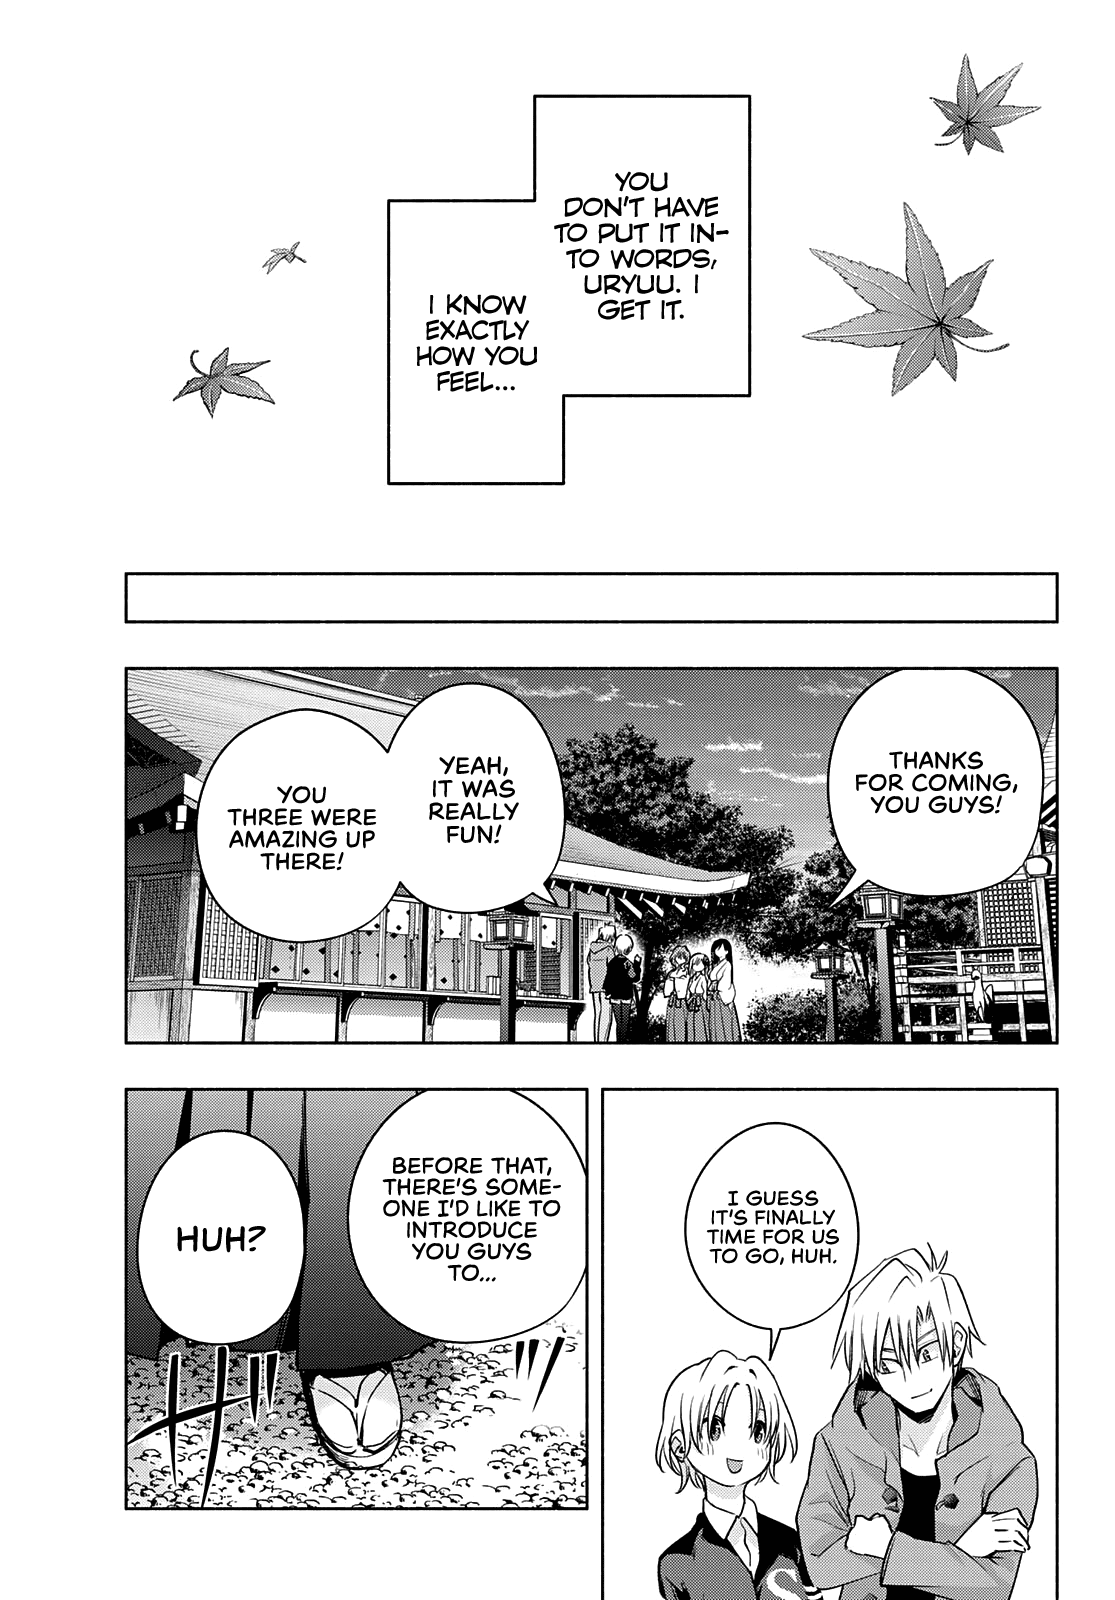 YOU
DON'T HAVE
TO PUT IT IN-
TO WORDS,
URYUU. I
GET IT.
I KNOW
EXACTLY
HOW YOU
FEEL...
THANKS
FOR COMING,
YOU GUYS!
YEAH,
IT WAS
REALLY
FUN!
YOU
THREE WERE
AMAZING UP
THERE!
I GUESS
IT'S FINALLY
TIME FOR US
TO GO, HUH.
BEFORE THAT,
THERE'S SOME-
ONE I'D LIKE TO
INTRODUCE
YOU GUYS
TO...
HUH?
ザッ
S